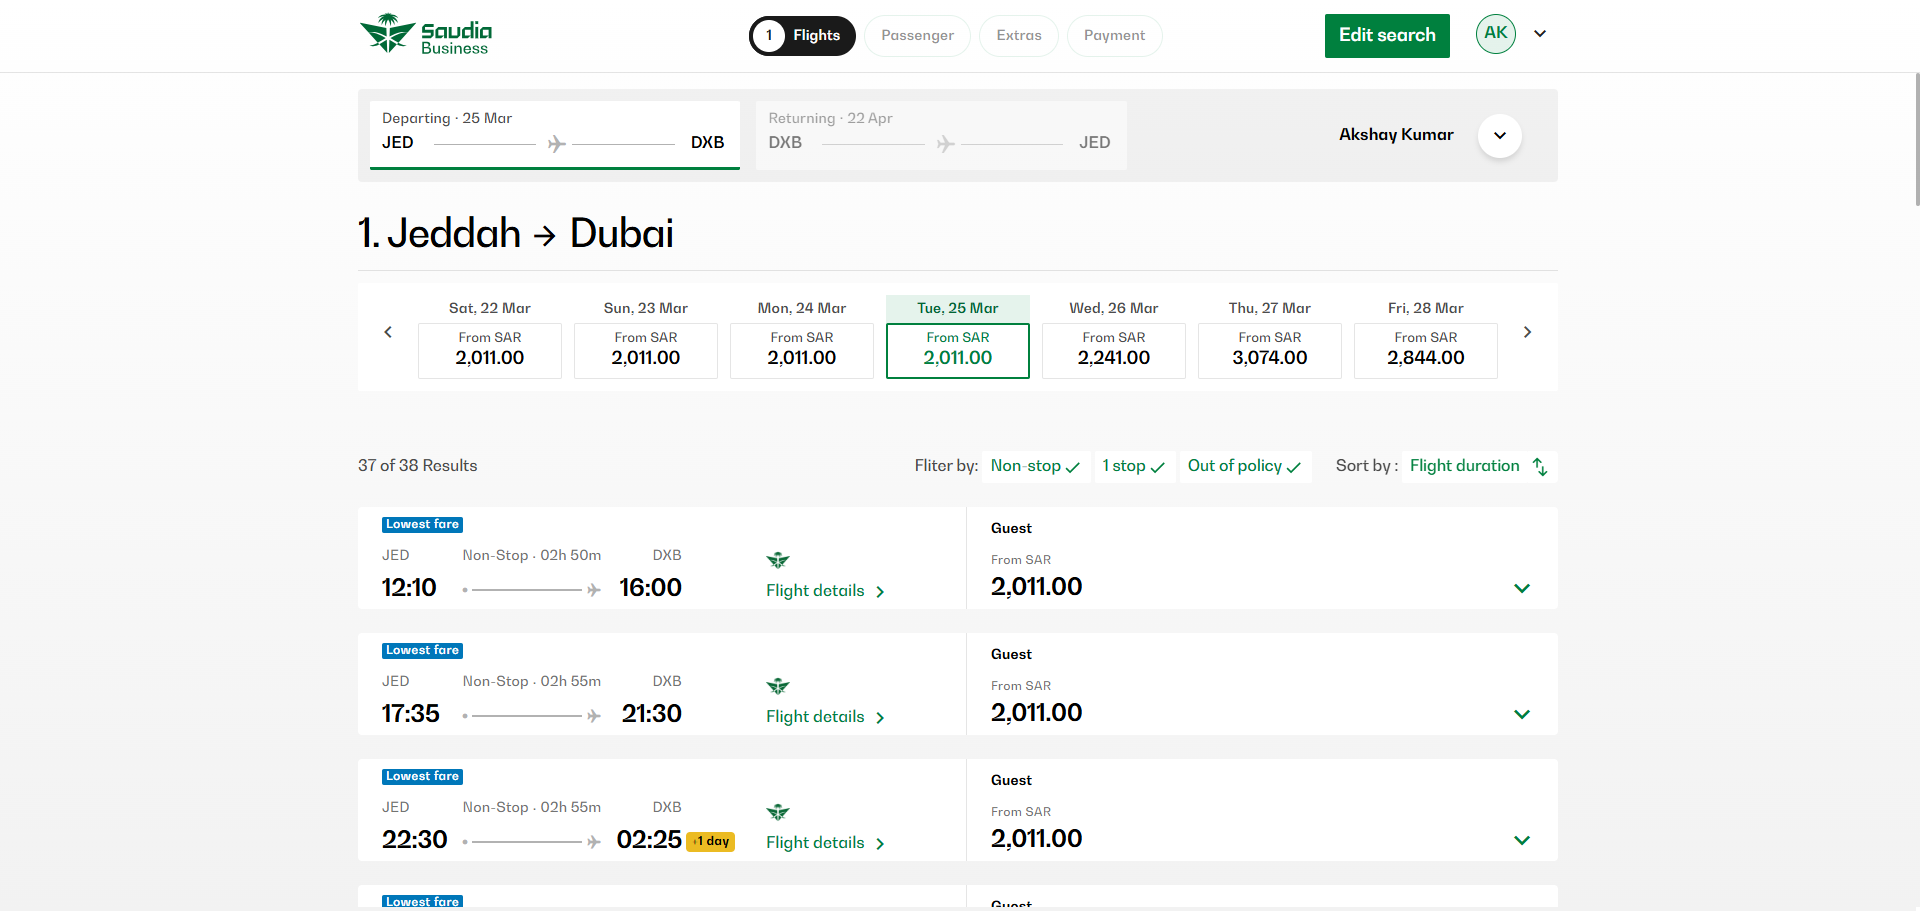 Saudia
Business
1 Flights
Passenger
Extras
Payment
Edit search
AK
Departing · 25 Mar
JED DXB
Returning · 22 Apr
DXB JED
Akshay Kumar
1. Jeddah → Dubai
Sat, 22 Mar
From SAR
2,011.00
Sun, 23 Mar
From SAR
2,011.00
Mon, 24 Mar
From SAR
2,011.00
Tue, 25 Mar
From SAR
2,011.00
Wed, 26 Mar
From SAR
2,241.00
Thu, 27 Mar
From SAR
3,074.00
Fri, 28 Mar
From SAR
2,844.00
37 of 38 Results
Fliter by: Non-stop ✓ 1 stop ✓ Out of policy ✓
Sort by : Flight duration
Lowest fare
JED Non-Stop · 02h 50m DXB
12:10 16:00
Flight details
Guest
From SAR
2,011.00
Lowest fare
JED Non-Stop · 02h 55m DXB
17:35 21:30
Flight details
Guest
From SAR
2,011.00
Lowest fare
JED Non-Stop · 02h 55m DXB
22:30 02:25 +1 day
Flight details
Guest
From SAR
2,011.00
Lowest fare
Guest